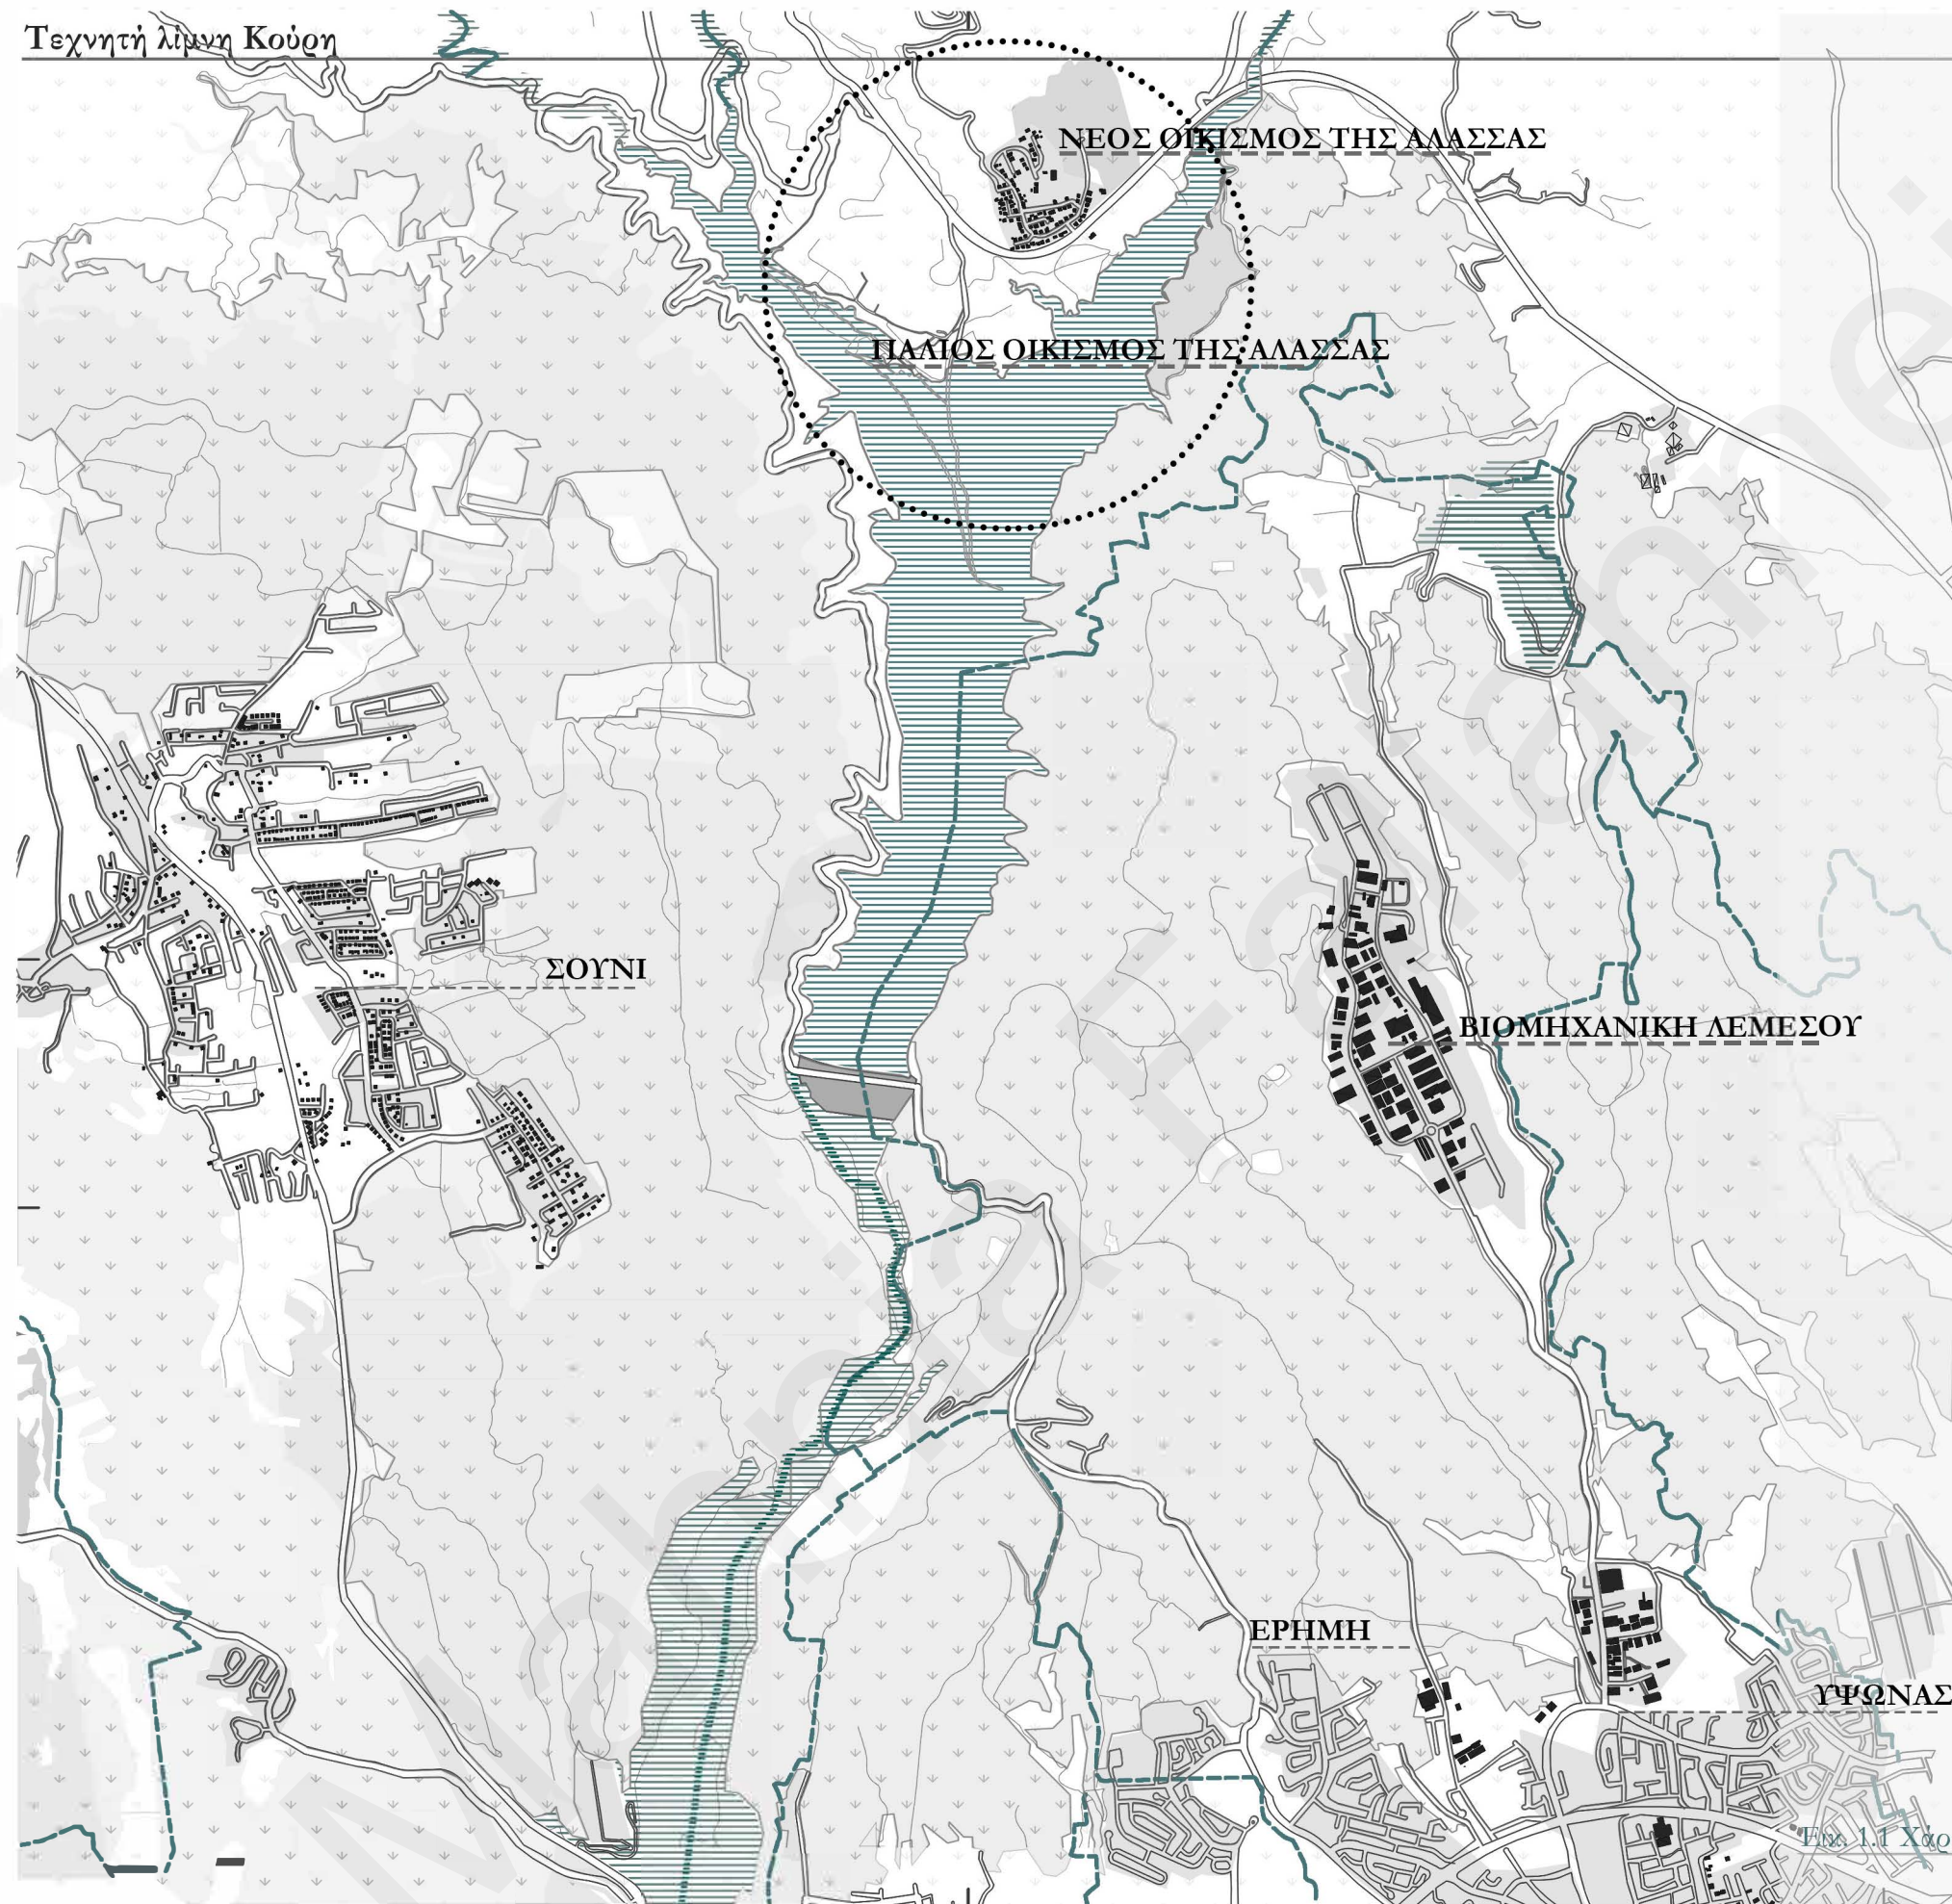 Τεχνητή λίμνη Κούρη
ΝΕΟΣ ΟΙΚΙΣΜΟΣ ΤΗΣ ΑΛΑΣΣΑΣ
ΠΑΛΙΟΣ ΟΙΚΙΣΜΟΣ ΤΗΣ ΑΛΑΣΣΑΣ
ΣΟΥΝΙ
ΒΙΟΜΗΧΑΝΙΚΗ ΛΕΜΕΣΟΥ
ΕΡΗΜΗ
ΥΨΩΝΑΣ
Εικ. 1.1 Χάρ